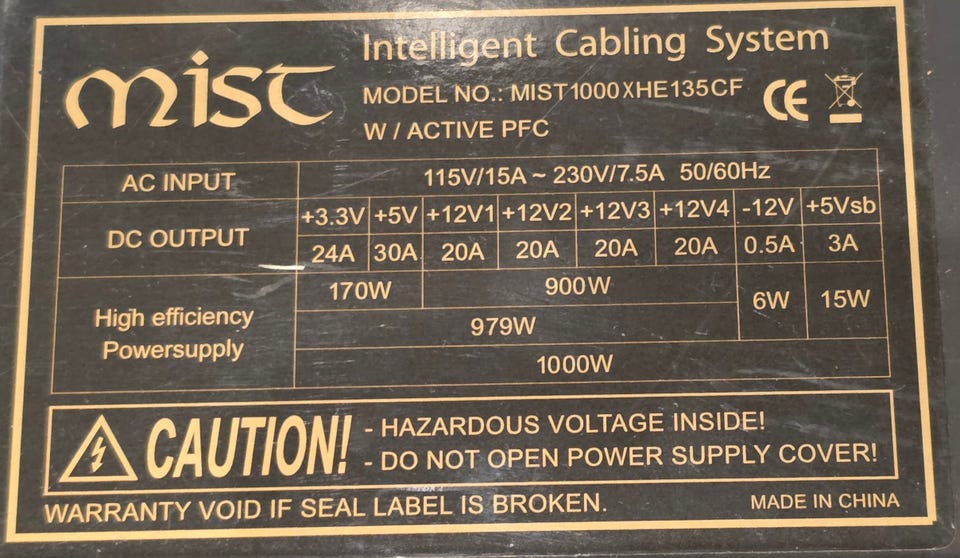 mist
Intelligent Cabling System
MODEL NO.: MIST1000XHE135CF
W / ACTIVE PFC
CE
AC INPUT 115V/15A ~ 230V/7.5A 50/60Hz
DC OUTPUT
+3.3V +5V +12V1 +12V2 +12V3 +12V4 -12V +5Vsb
24A 30A 20A 20A 20A 20A 0.5A 3A
High efficiency
Powersupply
170W 900W 6W 15W
979W
1000W
CAUTION!
- HAZARDOUS VOLTAGE INSIDE!
- DO NOT OPEN POWER SUPPLY COVER!
WARRANTY VOID IF SEAL LABEL IS BROKEN.
MADE IN CHINA